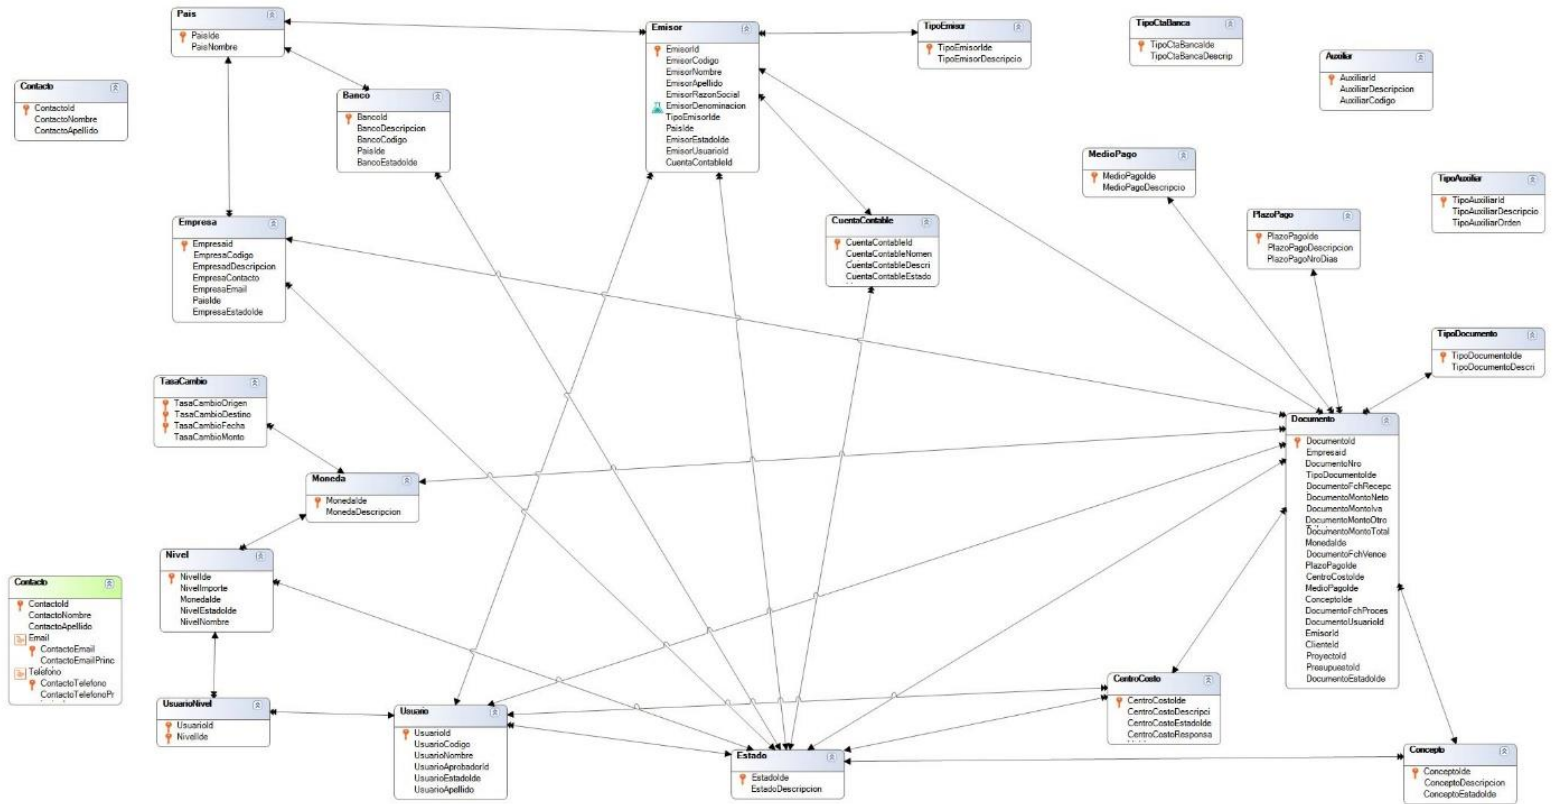 Pais
PaisIde
PaisNombre
Contacto
ContactoId
ContactoNombre
ContactoApellido
Banco
BancoId
BancoDescripcion
BancoCodigo
PaisIde
BancoEstadoIde
Emisor
EmisorId
EmisorCodigo
EmisorNombre
EmisorApellido
EmisorRazonSocial
EmisorDenominacion
TipoEmisorIde
PaisIde
EmisorEstadoIde
EmisorUsuarioId
CuentaContableId
TipoEmisor
TipoEmisorIde
TipoEmisorDescripcio
TipoCtaBanca
TipoCtaBancaIde
TipoCtaBancaDescrip
Auxiliar
AuxiliarId
AuxiliarDescripcion
AuxiliarCodigo
MedioPago
MedioPagoIde
MedioPagoDescripcio
TipoAuxiliar
TipoAuxiliarId
TipoAuxiliarDescripcio
TipoAuxiliarOrden
PlazoPago
PlazoPagoIde
PlazoPagoDescripcion
PlazoPagoNroDias
Empresa
Empresaid
EmpresaCodigo
EmpresadDescripcion
EmpresaContacto
EmpresaEmail
PaisIde
EmpresaEstadoIde
CuentaContable
CuentaContableId
CuentaContableNomen
CuentaContableDescri
CuentaContableEstado
TipoDocumento
TipoDocumentoIde
TipoDocumentoDescri
TasaCambio
TasaCambioOrigen
TasaCambioDestino
TasaCambioFecha
TasaCambioMonto
Moneda
MonedaIde
MonedaDescripcion
Documento
DocumentoId
Empresaid
DocumentoNro
TipoDocumentoIde
DocumentoFchRecepc
DocumentoMontoNeto
DocumentoMontoIva
DocumentoMontoOtro
DocumentoMontoTotal
MonedaIde
DocumentoFchVence
PlazoPagoIde
CentroCostoIde
MedioPagoIde
ConceptoIde
DocumentoFchProces
DocumentoUsuarioId
EmisorId
ClienteId
ProyectoId
PresupuestoId
DocumentoEstadoIde
Nivel
NivelIde
NivelImporte
MonedaIde
NivelEstadoIde
NivelNombre
Contacto
ContactoId
ContactoNombre
ContactoApellido
Email
ContactoEmail
ContactoEmailPrinc
Telefono
ContactoTelefono
ContactoTelefonoPr
UsuarioNivel
UsuarioId
NivelIde
Usuario
UsuarioId
UsuarioCodigo
UsuarioNombre
UsuarioAprobadorId
UsuarioEstadoIde
UsuarioApellido
Estado
EstadoIde
EstadoDescripcion
CentroCosto
CentroCostoIde
CentroCostoDescripci
CentroCostoEstadoIde
CentroCostoResponsa
Concepto
ConceptoIde
ConceptoDescripcion
ConceptoEstadoIde